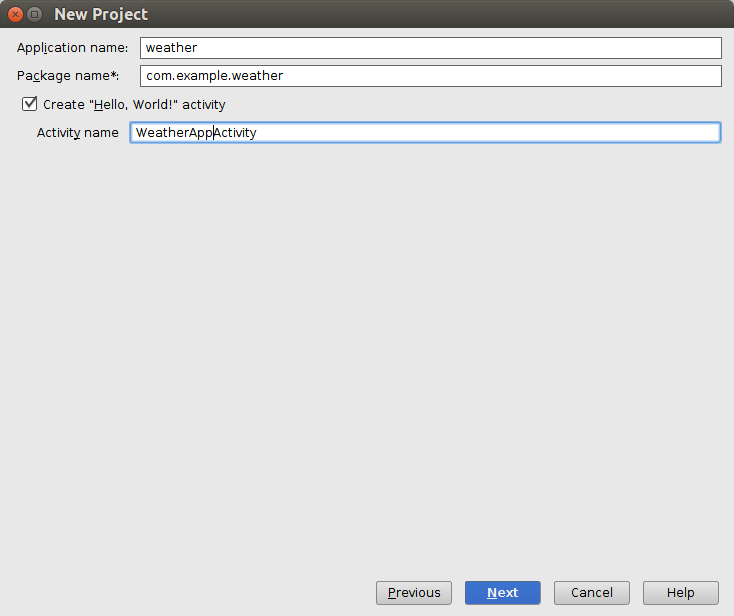 New Project
Application name: weather
Package name*: com.example.weather
Create "Hello, World!" activity
Activity name WeatherAppActivity
Previous Next Cancel Help